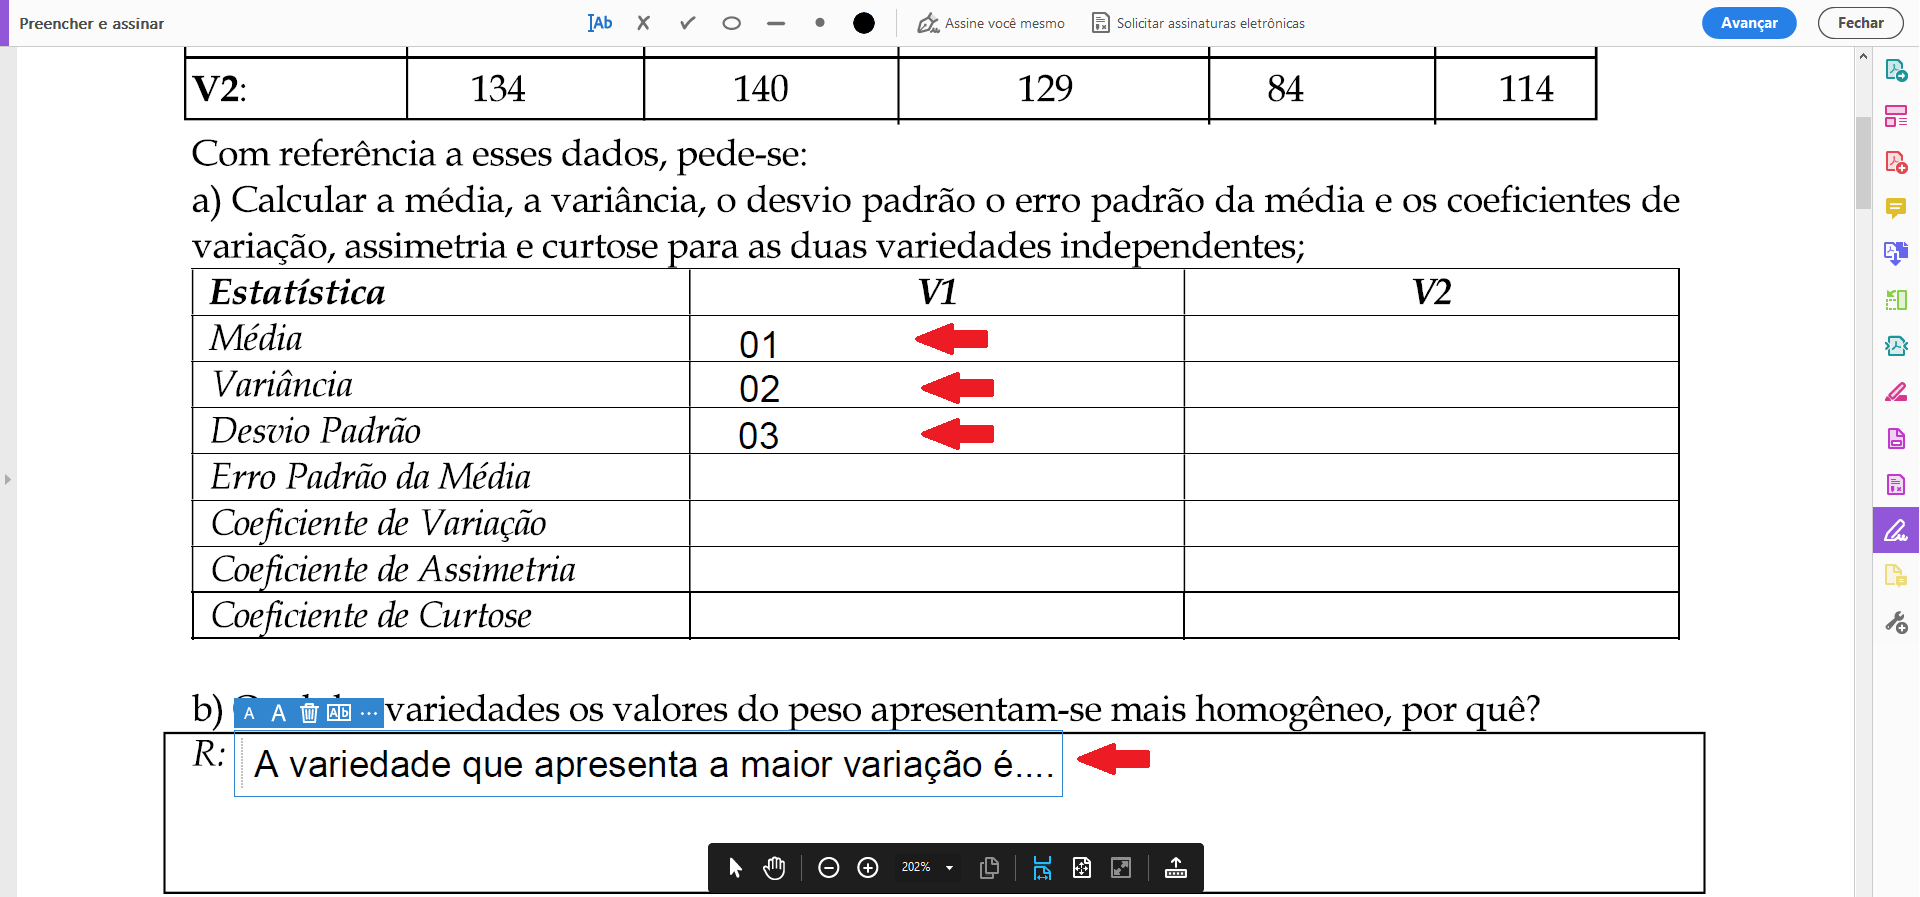 Preencher e assinar
Ab
Assine você mesmo
Solicitar assinaturas eletrônicas
Avançar
Fechar
V2: 134 140 129 84 114
Com referência a esses dados, pede-se:
a) Calcular a média, a variância, o desvio padrão o erro padrão da média e os coeficientes de
variação, assimetria e curtose para as duas variedades independentes;
Estatística V1 V2
Média 01
Variância 02
Desvio Padrão 03
Erro Padrão da Média
Coeficiente de Variação
Coeficiente de Assimetria
Coeficiente de Curtose
A A Ab ...
b) variedades os valores do peso apresentam-se mais homogêneo, por quê?
R: A variedade que apresenta a maior variação é....
202%